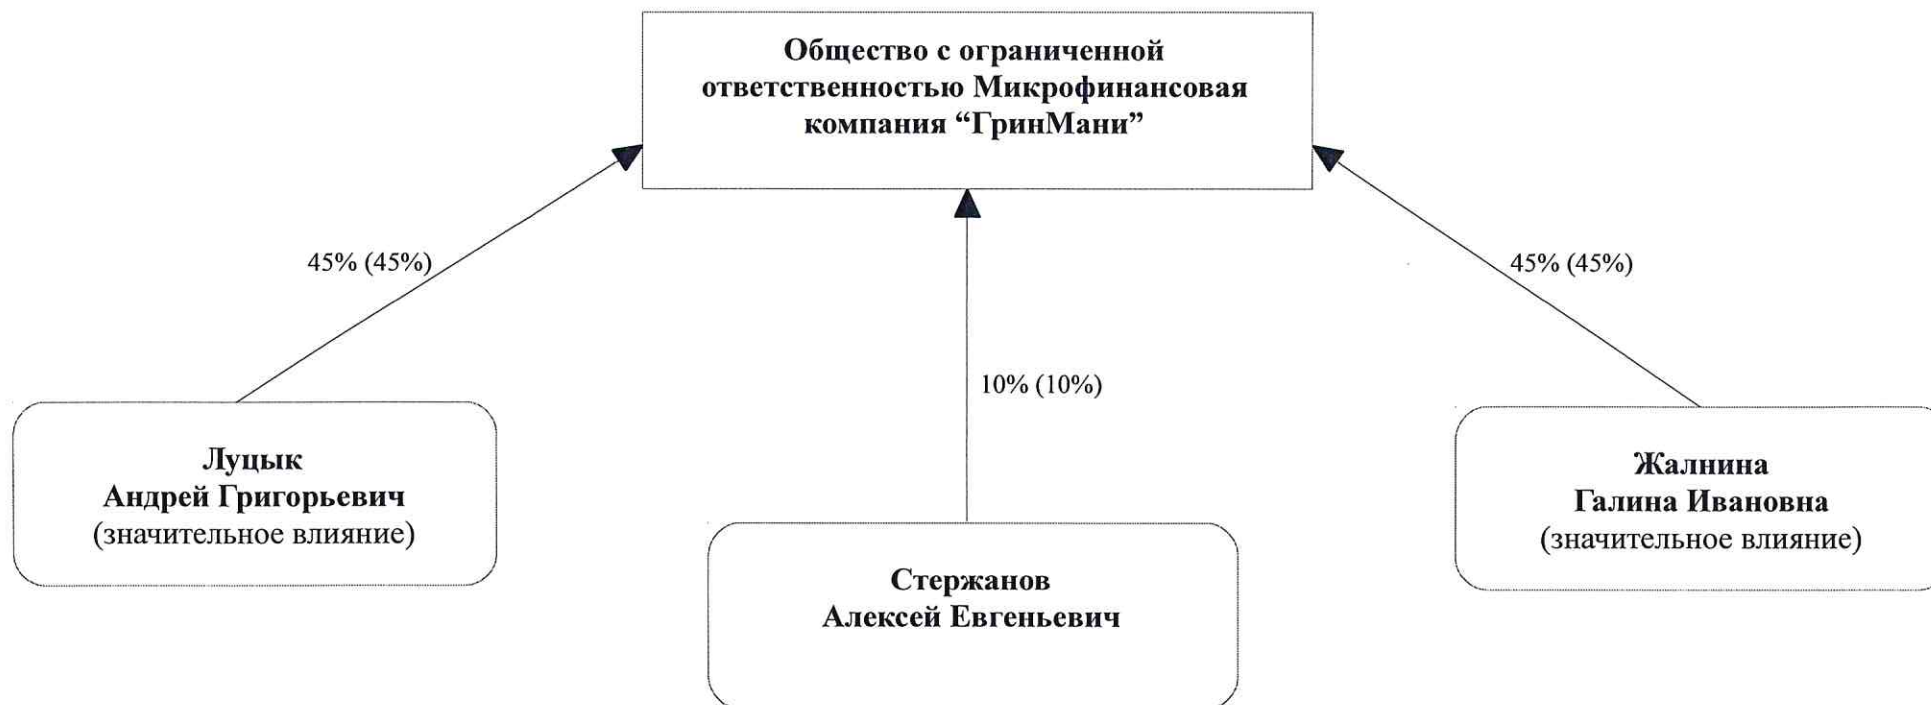 Общество с ограниченной
ответственностью Микрофинансовая
компания “ГринМани”
45% (45%)
45% (45%)
10% (10%)
Луцык
Андрей Григорьевич
(значительное влияние)
Жалнина
Галина Ивановна
(значительное влияние)
Стержанов
Алексей Евгеньевич